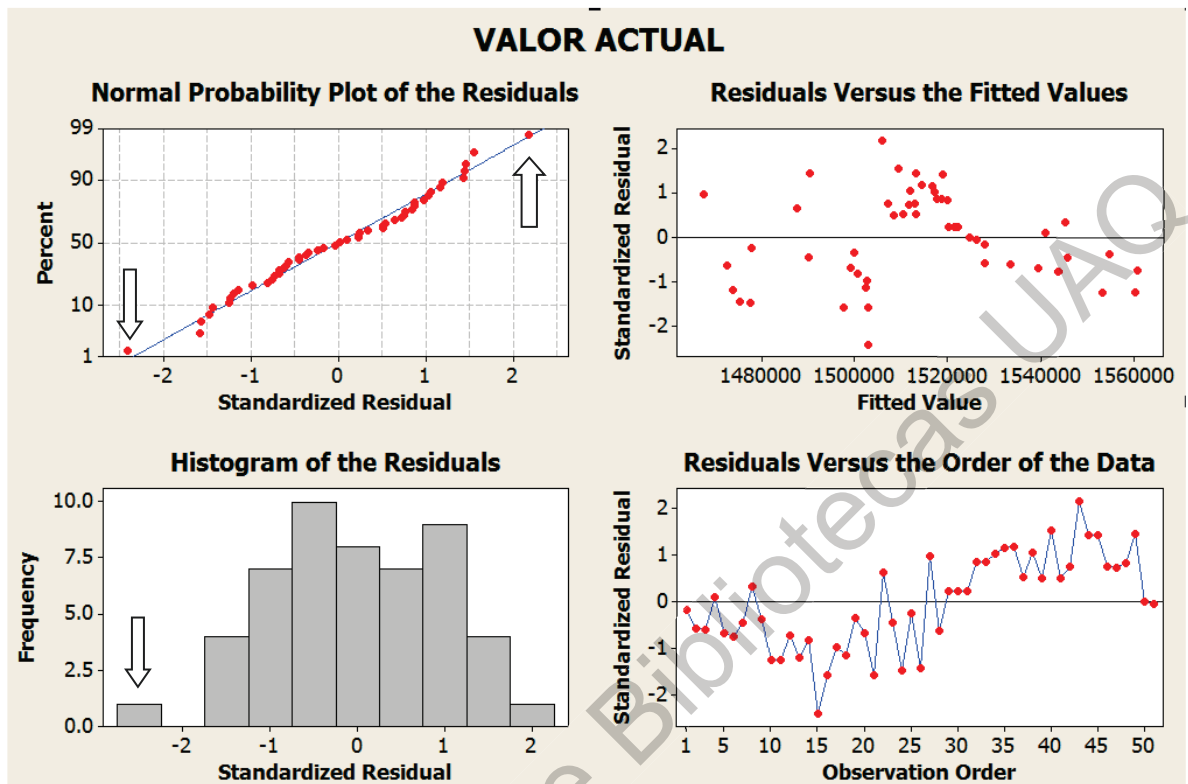 VALOR ACTUAL
Normal Probability Plot of the Residuals
99
90
50
10
1
Percent
-2 -1 0 1 2
Standardized Residual
Residuals Versus the Fitted Values
2
1
0
-1
-2
Standardized Residual
1480000 1500000 1520000 1540000 1560000
Fitted Value
Histogram of the Residuals
10.0
7.5
5.0
2.5
0.0
Frequency
-2 -1 0 1 2
Standardized Residual
Residuals Versus the Order of the Data
2
1
0
-1
-2
Standardized Residual
1 5 10 15 20 25 30 35 40 45 50
Observation Order
e Bibliotecas UAQ